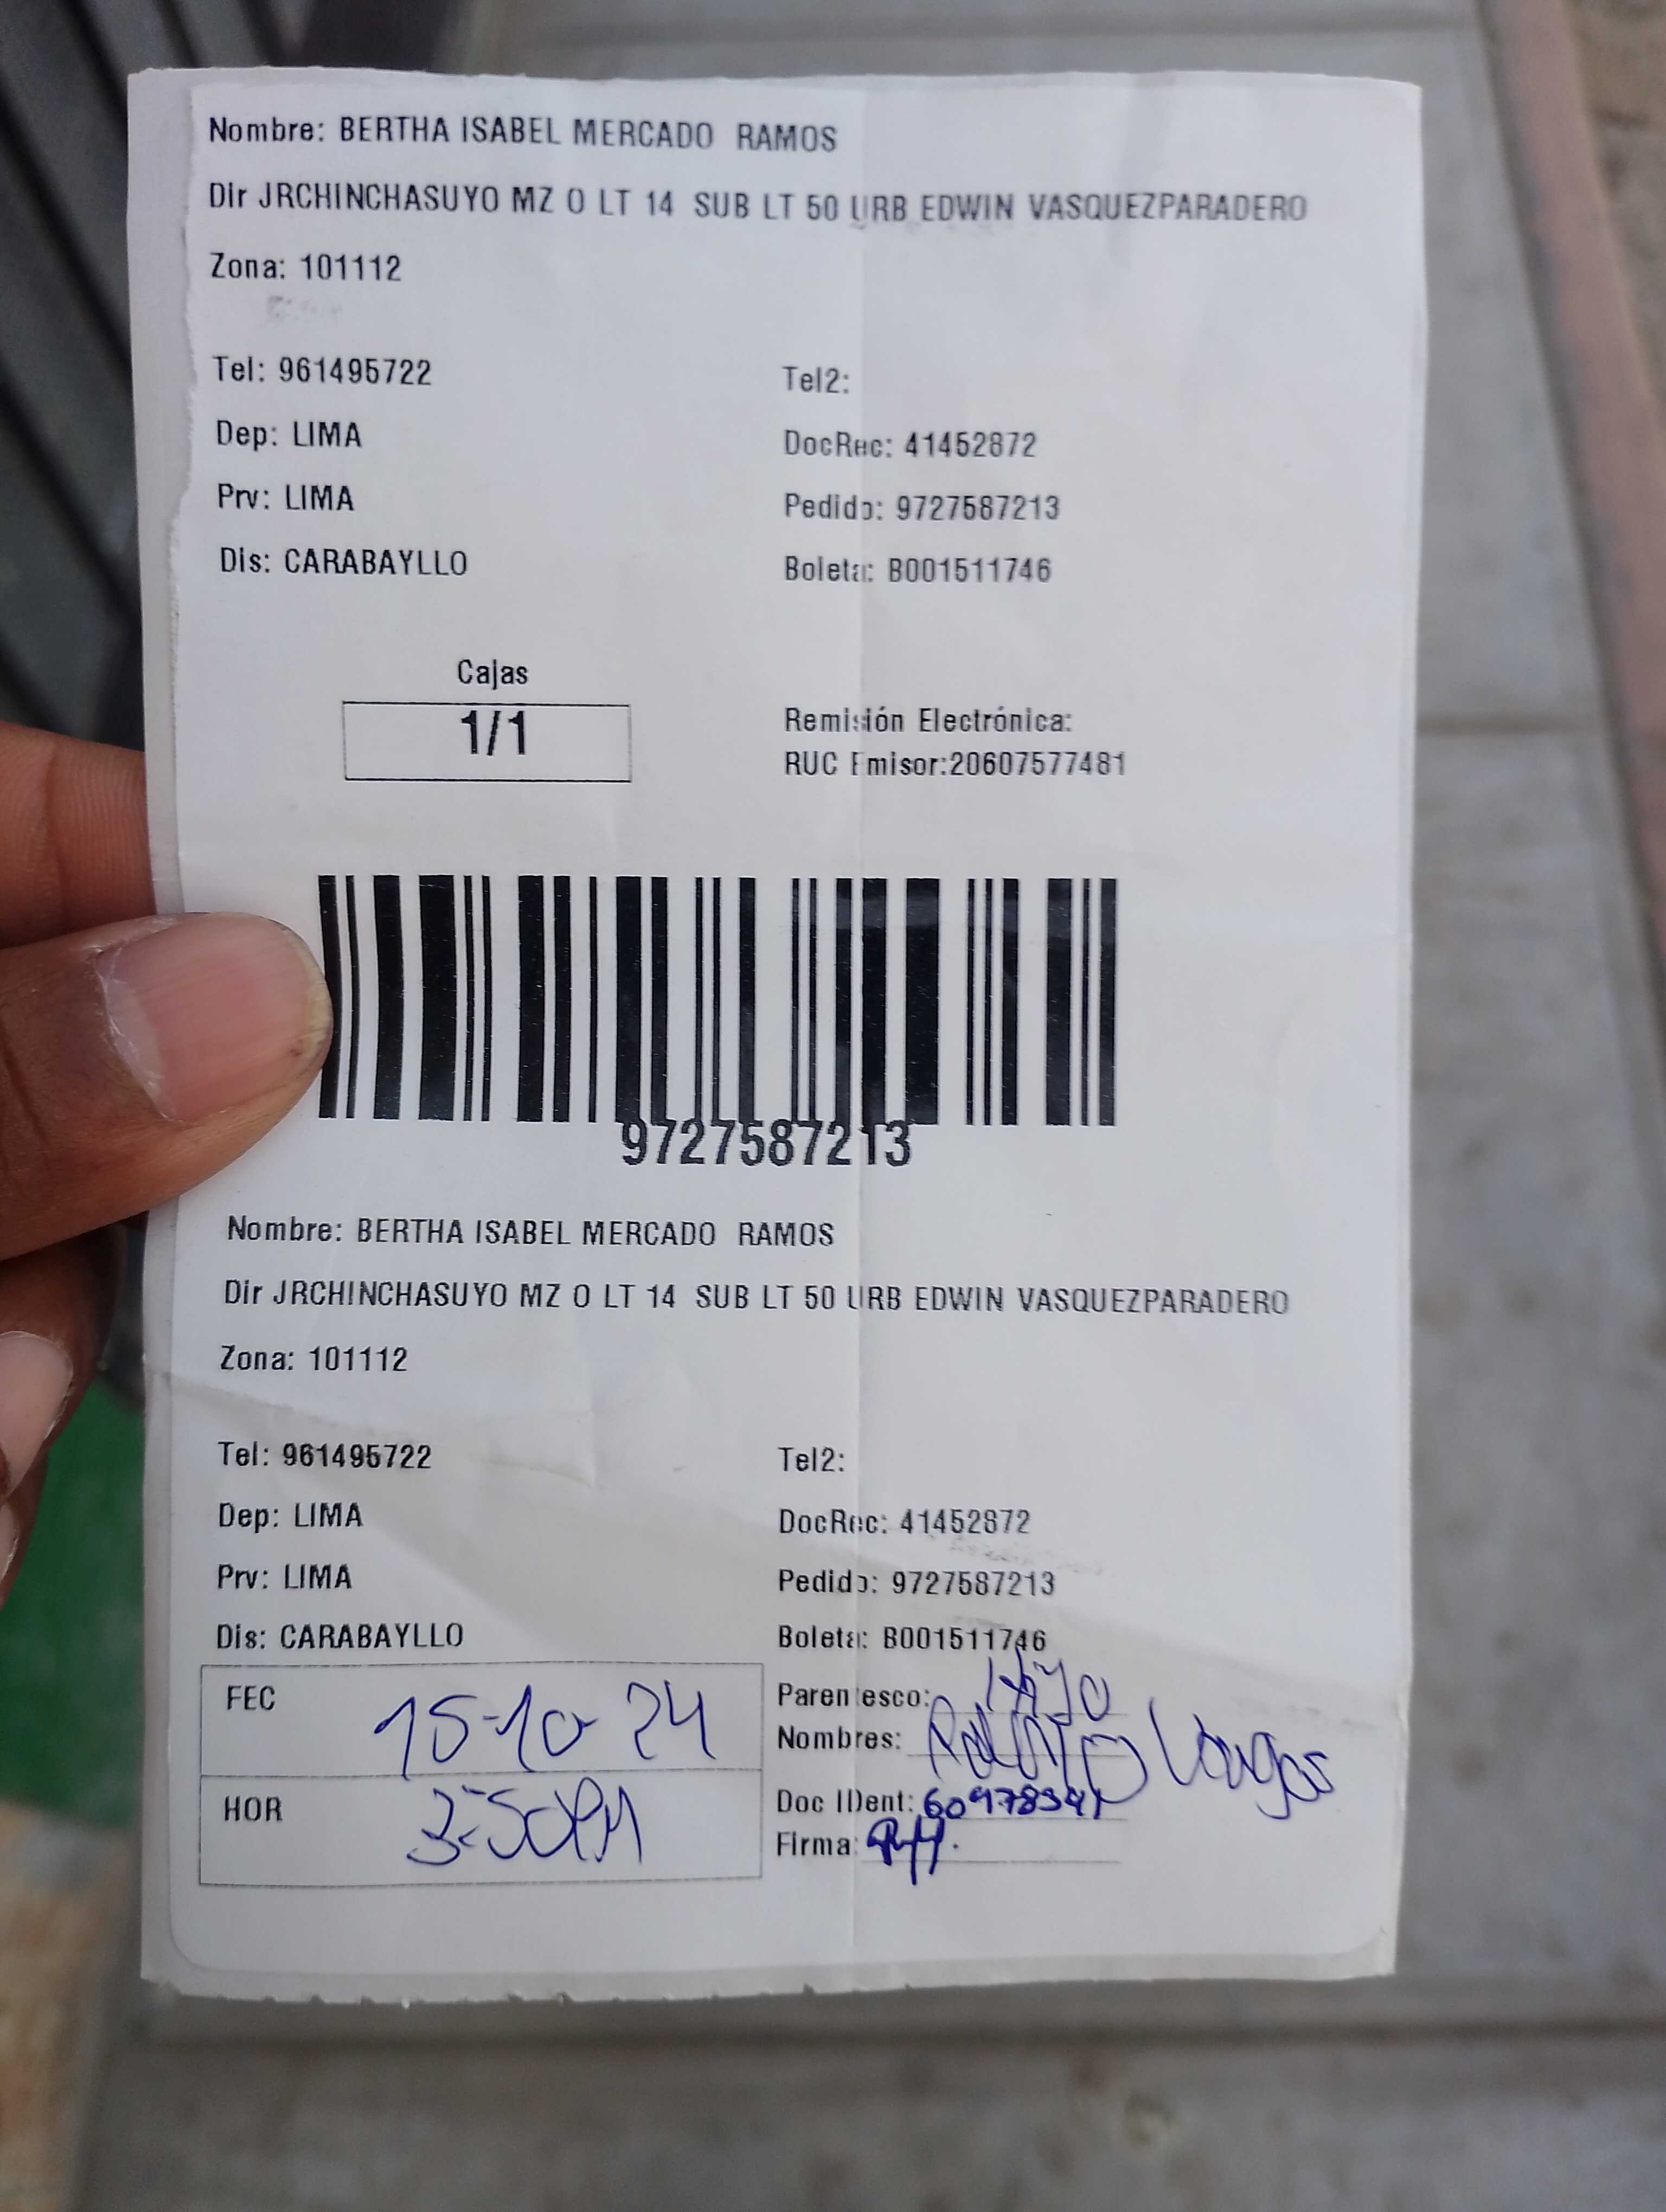 Nombre: BERTHA ISABEL MERCADO RAMOS
Dir JRCHINCHASUYO MZ O LT 14 SUB LT 50 URB EDWIN VASQUEZPARADERO
Zona: 101112
Tel: 961495722 Tel2:
Dep: LIMA DocRec: 41452872
Prv: LIMA Pedido: 9727587213
Dis: CARABAYLLO Boleta: B001511746
Cajas
1/1
Remisión Electrónica:
RUC Emisor:20607577481
9727587213
Nombre: BERTHA ISABEL MERCADO RAMOS
Dir JRCHINCHASUYO MZ O LT 14 SUB LT 50 URB EDWIN VASQUEZPARADERO
Zona: 101112
Tel: 961495722 Tel2:
Dep: LIMA DocRec: 41452872
Prv: LIMA Pedido: 9727587213
Dis: CARABAYLLO Boleta: B001511746
FEC 15-10-24
Parentesco: Hijo
Nombres:
HOR 3:50PM
Doc IDent:
Firma: